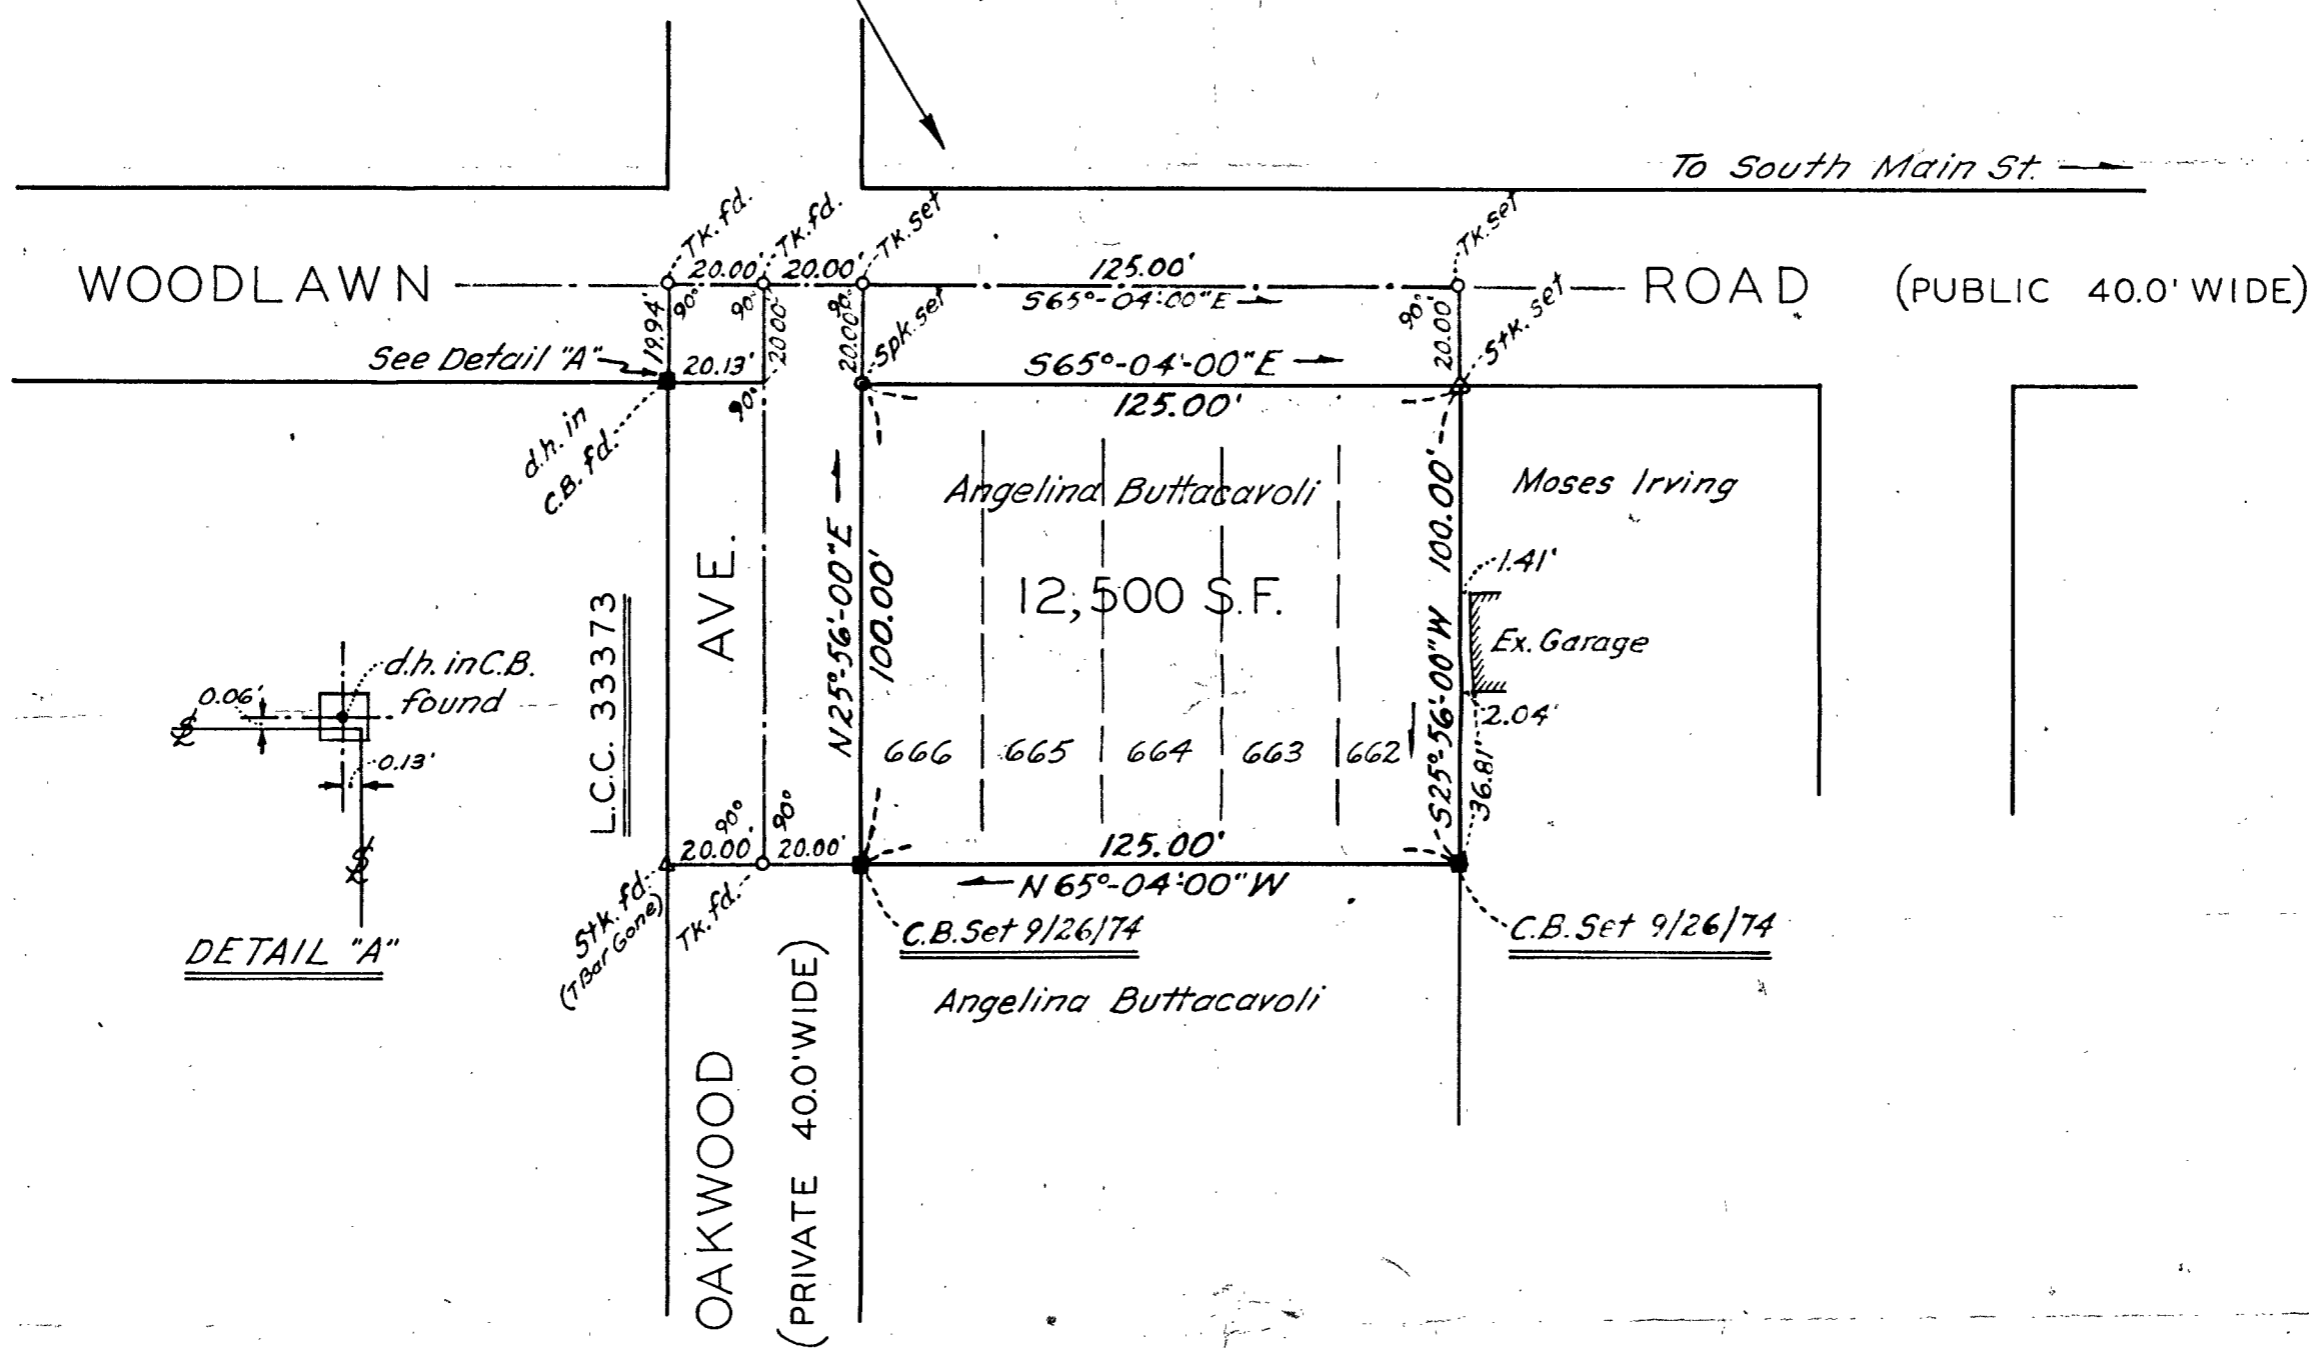 To South Main St.
Tk. fd.
Tk. fd.
Tk. set
Tk. set
WOODLAWN
20.00'
20.00'
125.00'
S65°-04'-00"E
ROAD
(PUBLIC 40.0' WIDE)
90°
90°
90°
90°
19.94'
20.00'
20.00'
20.00'
Spk. set
Stk. set
See Detail "A"
20.13'
S65°-04'-00"E
90°
125.00'
d.h. in
C.B. fd.
Angelina Buttacavoli
Moses Irving
N25°-56'-00"E
100.00'
S25°-56'-00"W 100.00'
1.41'
12,500 S.F.
AVE.
L.C.C. 33373
Ex. Garage
d.h. in C.B.
found
0.06'
0.13'
2.04'
36.81'
666
665
664
663
662
90°
90°
20.00'
20.00'
125.00'
N65°-04'-00"W
Stk. fd.
(T Bar Gone)
Tk. fd.
C.B. Set 9/26/74
C.B. Set 9/26/74
DETAIL "A"
Angelina Buttacavoli
OAKWOOD
(PRIVATE 40.0' WIDE)